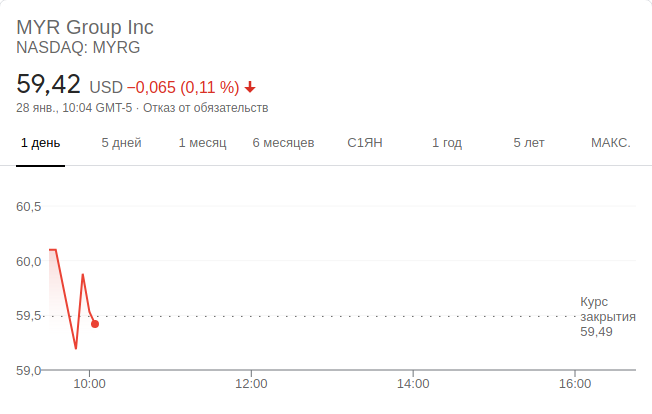 MYR Group Inc
NASDAQ: MYRG
59,42 USD −0,065 (0,11 %)
28 янв., 10:04 GMT-5 · Отказ от обязательств
1 день 5 дней 1 месяц 6 месяцев С1ЯН 1 год 5 лет МАКС.
60,5
60,0
59,5
59,0
Курс
закрытия
59,49
10:00 12:00 14:00 16:00